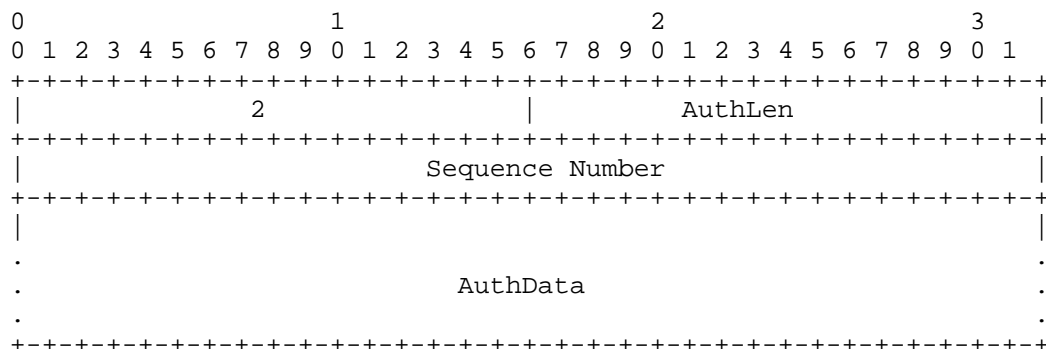 0                   1                   2                   3
0 1 2 3 4 5 6 7 8 9 0 1 2 3 4 5 6 7 8 9 0 1 2 3 4 5 6 7 8 9 0 1
+-+-+-+-+-+-+-+-+-+-+-+-+-+-+-+-+-+-+-+-+-+-+-+-+-+-+-+-+-+-+-+-+
|              2                |         AuthLen               |
+-+-+-+-+-+-+-+-+-+-+-+-+-+-+-+-+-+-+-+-+-+-+-+-+-+-+-+-+-+-+-+-+
|                         Sequence Number                       |
+-+-+-+-+-+-+-+-+-+-+-+-+-+-+-+-+-+-+-+-+-+-+-+-+-+-+-+-+-+-+-+-+
|                                                               |
.                                                               .
.                           AuthData                            .
.                                                               .
+-+-+-+-+-+-+-+-+-+-+-+-+-+-+-+-+-+-+-+-+-+-+-+-+-+-+-+-+-+-+-+-+